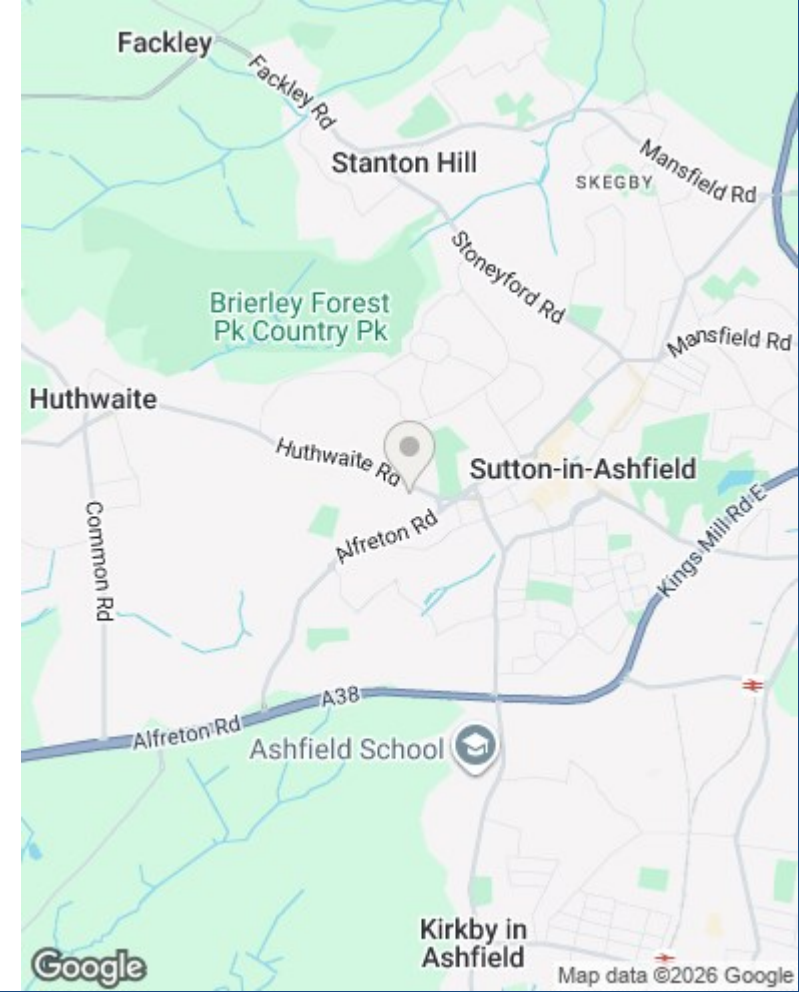 Fackley
Fackley Rd
Stanton Hill
SKEGBY
Mansfield Rd
Stoneyford Rd
Brierley Forest
Pk Country Pk
Mansfield Rd
Huthwaite
Huthwaite Rd
Sutton-in-Ashfield
Alfreton Rd
Common Rd
Kings Mill Rd E
A38
Alfreton Rd
Ashfield School
Kirkby in
Ashfield
Google
Map data ©2026 Google